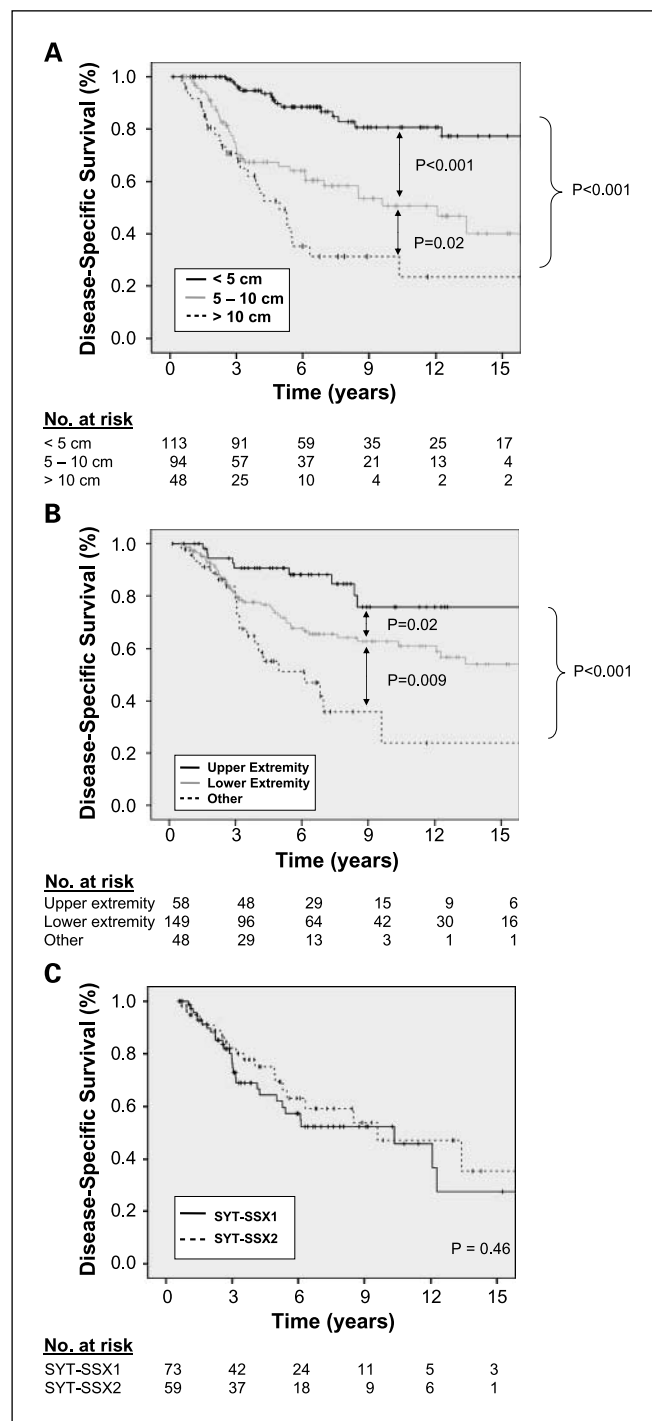 A
Disease-Specific Survival (%)
1.0
0.8
0.6
0.4
0.2
0.0
P<0.001
P=0.02
P<0.001
< 5 cm
5 – 10 cm
> 10 cm
0 3 6 9 12 15
Time (years)
No. at risk
< 5 cm 113 91 59 35 25 17
5 – 10 cm 94 57 37 21 13 4
> 10 cm 48 25 10 4 2 2
B
Disease-Specific Survival (%)
1.0
0.8
0.6
0.4
0.2
0.0
P=0.02
P=0.009
P<0.001
Upper Extremity
Lower Extremity
Other
0 3 6 9 12 15
Time (years)
No. at risk
Upper extremity 58 48 29 15 9 6
Lower extremity 149 96 64 42 30 16
Other 48 29 13 3 1 1
C
Disease-Specific Survival (%)
1.0
0.8
0.6
0.4
0.2
0.0
SYT-SSX1
SYT-SSX2
P = 0.46
0 3 6 9 12 15
Time (years)
No. at risk
SYT-SSX1 73 42 24 11 5 3
SYT-SSX2 59 37 18 9 6 1